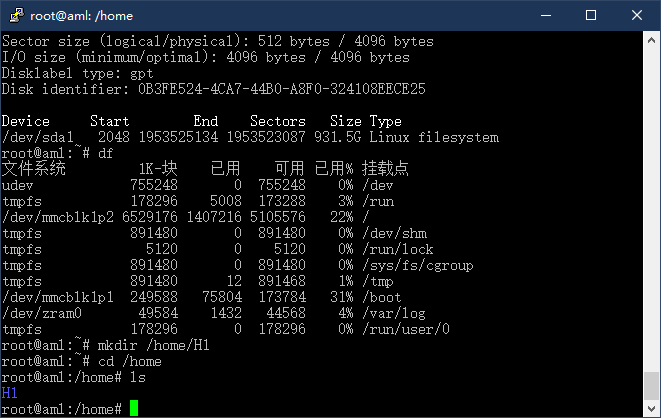 root@aml: /home
Sector size (logical/physical): 512 bytes / 4096 bytes
I/O size (minimum/optimal): 4096 bytes / 4096 bytes
Disklabel type: gpt
Disk identifier: 0B3FE524-4CA7-44B0-A8F0-324108EECE25
Device     Start        End    Sectors   Size Type
/dev/sda1   2048 1953525134 1953523087 931.5G Linux filesystem
root@aml:~# df
文件系统         1K-块    已用    可用 已用% 挂载点
udev            755248       0  755248    0% /dev
tmpfs           178296    5008  173288    3% /run
/dev/mmcblk1p2 6529176 1407216 5105576   22% /
tmpfs           891480       0  891480    0% /dev/shm
tmpfs             5120       0    5120    0% /run/lock
tmpfs           891480       0  891480    0% /sys/fs/cgroup
tmpfs           891480      12  891468    1% /tmp
/dev/mmcblk1p1  249588   75804  173784   31% /boot
/dev/zram0       49584    1432   44568    4% /var/log
tmpfs           178296       0  178296    0% /run/user/0
root@aml:~# mkdir /home/H1
root@aml:~# cd /home
root@aml:/home# ls
H1
root@aml:/home#